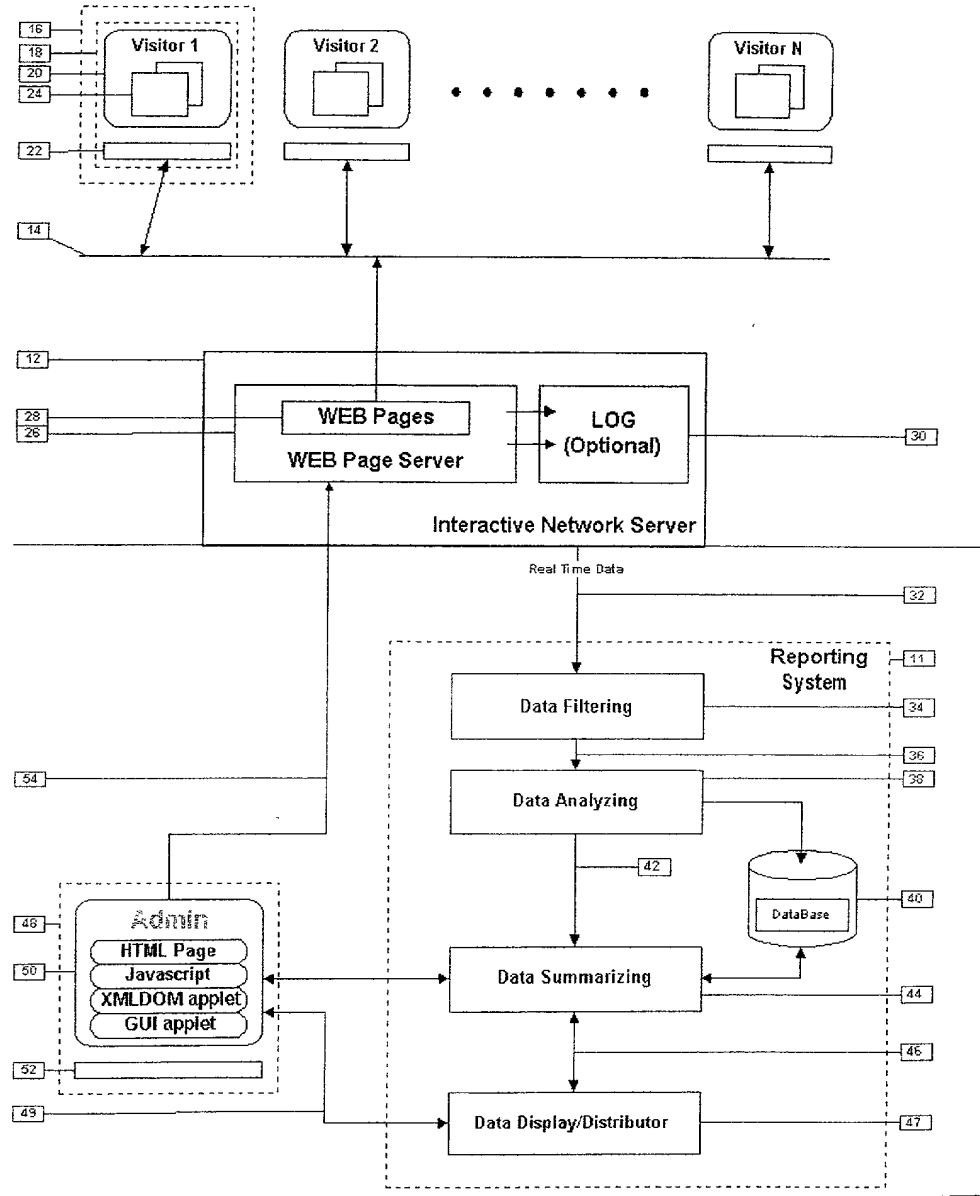 16
Visitor 1
Visitor 2
Visitor N
18
20
24
22
14
12
28
WEB Pages
LOG
(Optional)
26
WEB Page Server
30
Interactive Network Server
Real Time Data
32
Reporting
System
11
Data Filtering
34
36
54
38
Data Analyzing
42
48
Admin
40
DataBase
HTML Page
50
Javascript
Data Summarizing
XMLDOM applet
44
GUI applet
46
52
49
Data Display/Distributor
47